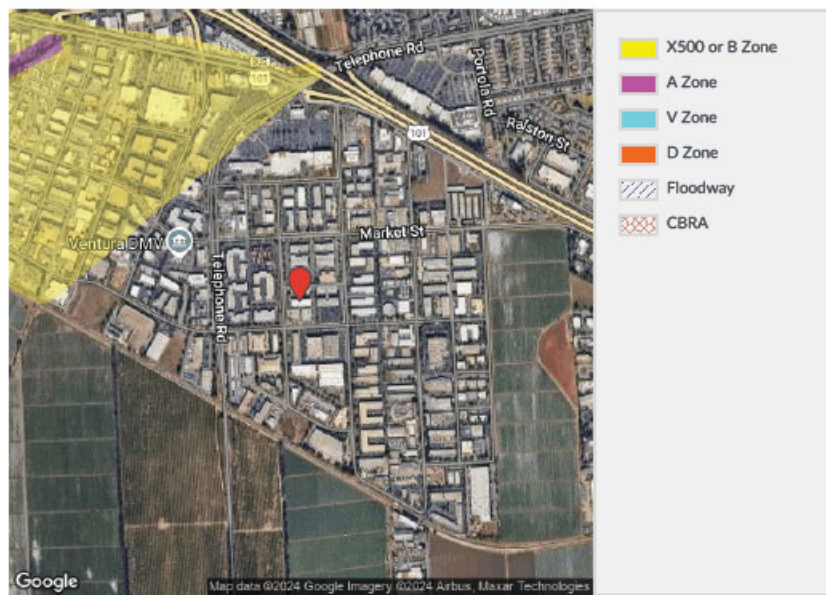 Telephone Rd
101
Portola Rd
101
Ralston St
Market St
Ventura DMV
Telephone Rd
Google
Map data ©2024 Google Imagery ©2024 Airbus, Maxar Technologies
X500 or B Zone
A Zone
V Zone
D Zone
Floodway
CBRA